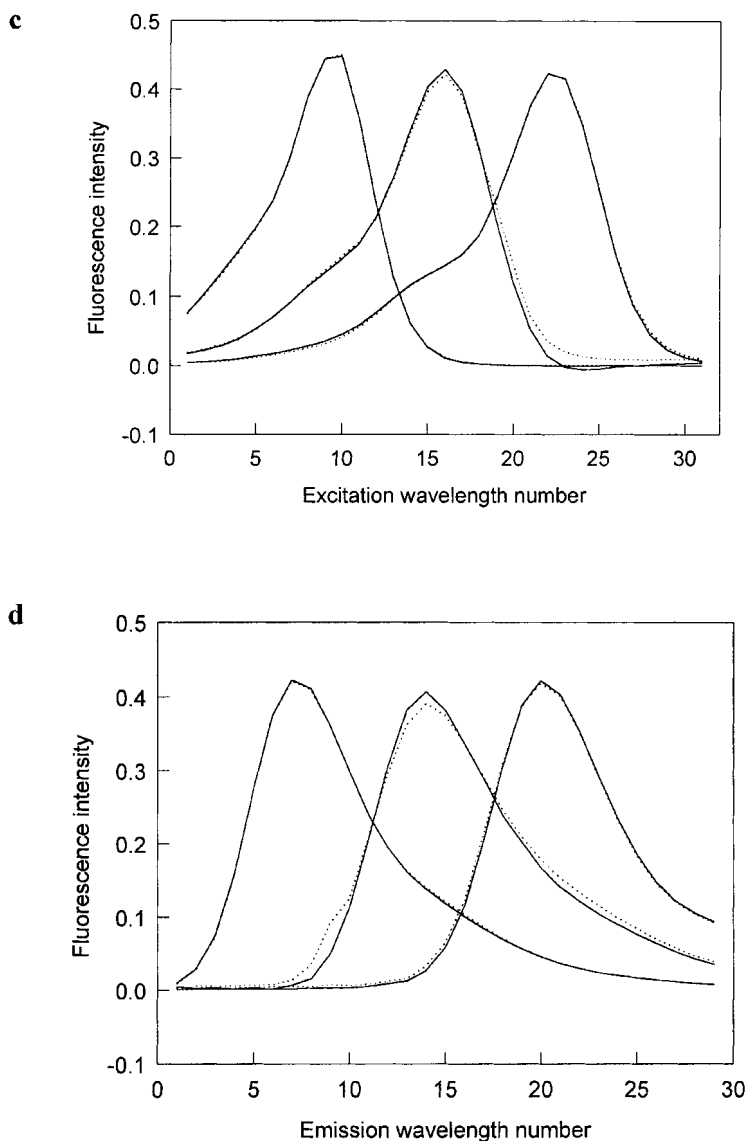 c
0.5
0.4
0.3
0.2
0.1
0.0
-0.1
Fluorescence intensity
0 5 10 15 20 25 30
Excitation wavelength number
d
0.5
0.4
0.3
0.2
0.1
0.0
-0.1
Fluorescence intensity
0 5 10 15 20 25 30
Emission wavelength number